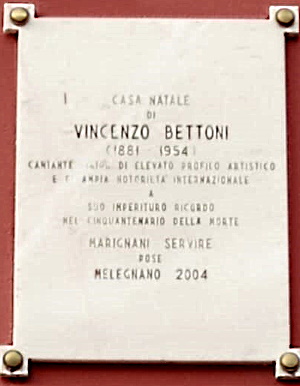 CASA NATALE
DI
VINCENZO BETTONI
(1881 - 1954)
CANTANTE DI ELEVATO PROFILO ARTISTICO
E D'AMPIA NOTORIETÀ INTERNAZIONALE
A
SUO IMPERITURO RICORDO
NEL CINQUANTENARIO DELLA MORTE
MARIGNANI SERVIRE
POSE
MELEGNANO 2004